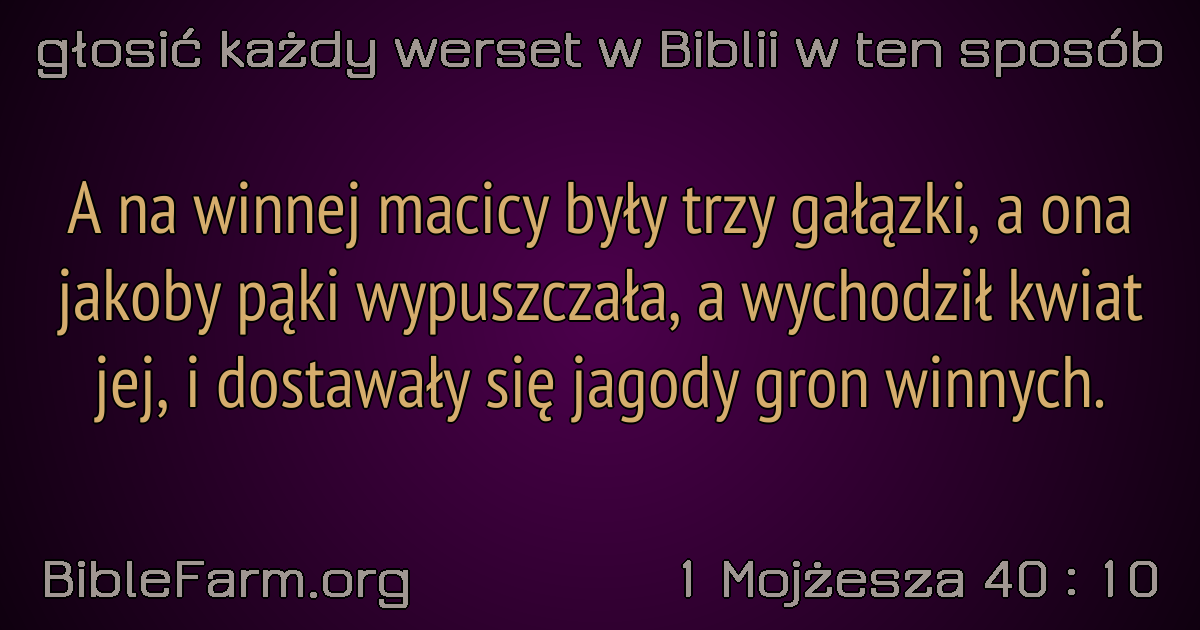 głosić każdy werset w Biblii w ten sposób
A na winnej macicy były trzy gałązki, a ona
jakoby pąki wypuszczała, a wychodził kwiat
jej, i dostawały się jagody gron winnych.
BibleFarm.org
1 Mojżesza 40 : 10